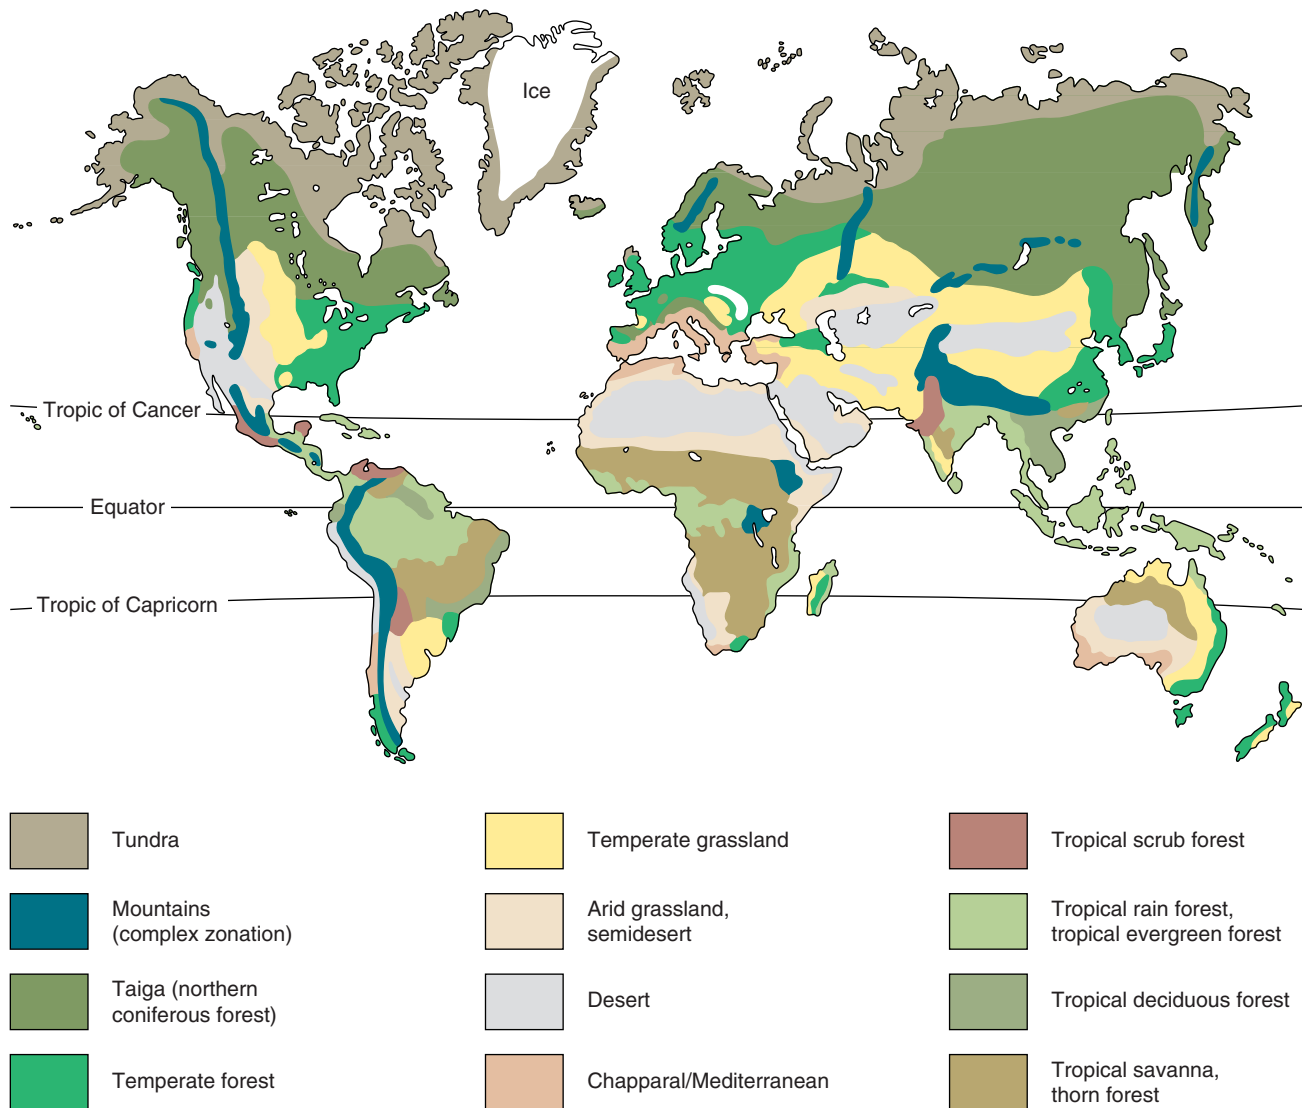 Ice
Tropic of Cancer
Equator
Tropic of Capricorn
Tundra
Mountains
(complex zonation)
Taiga (northern
coniferous forest)
Temperate forest
Temperate grassland
Arid grassland,
semidesert
Desert
Chapparal/Mediterranean
Tropical scrub forest
Tropical rain forest,
tropical evergreen forest
Tropical deciduous forest
Tropical savanna,
thorn forest